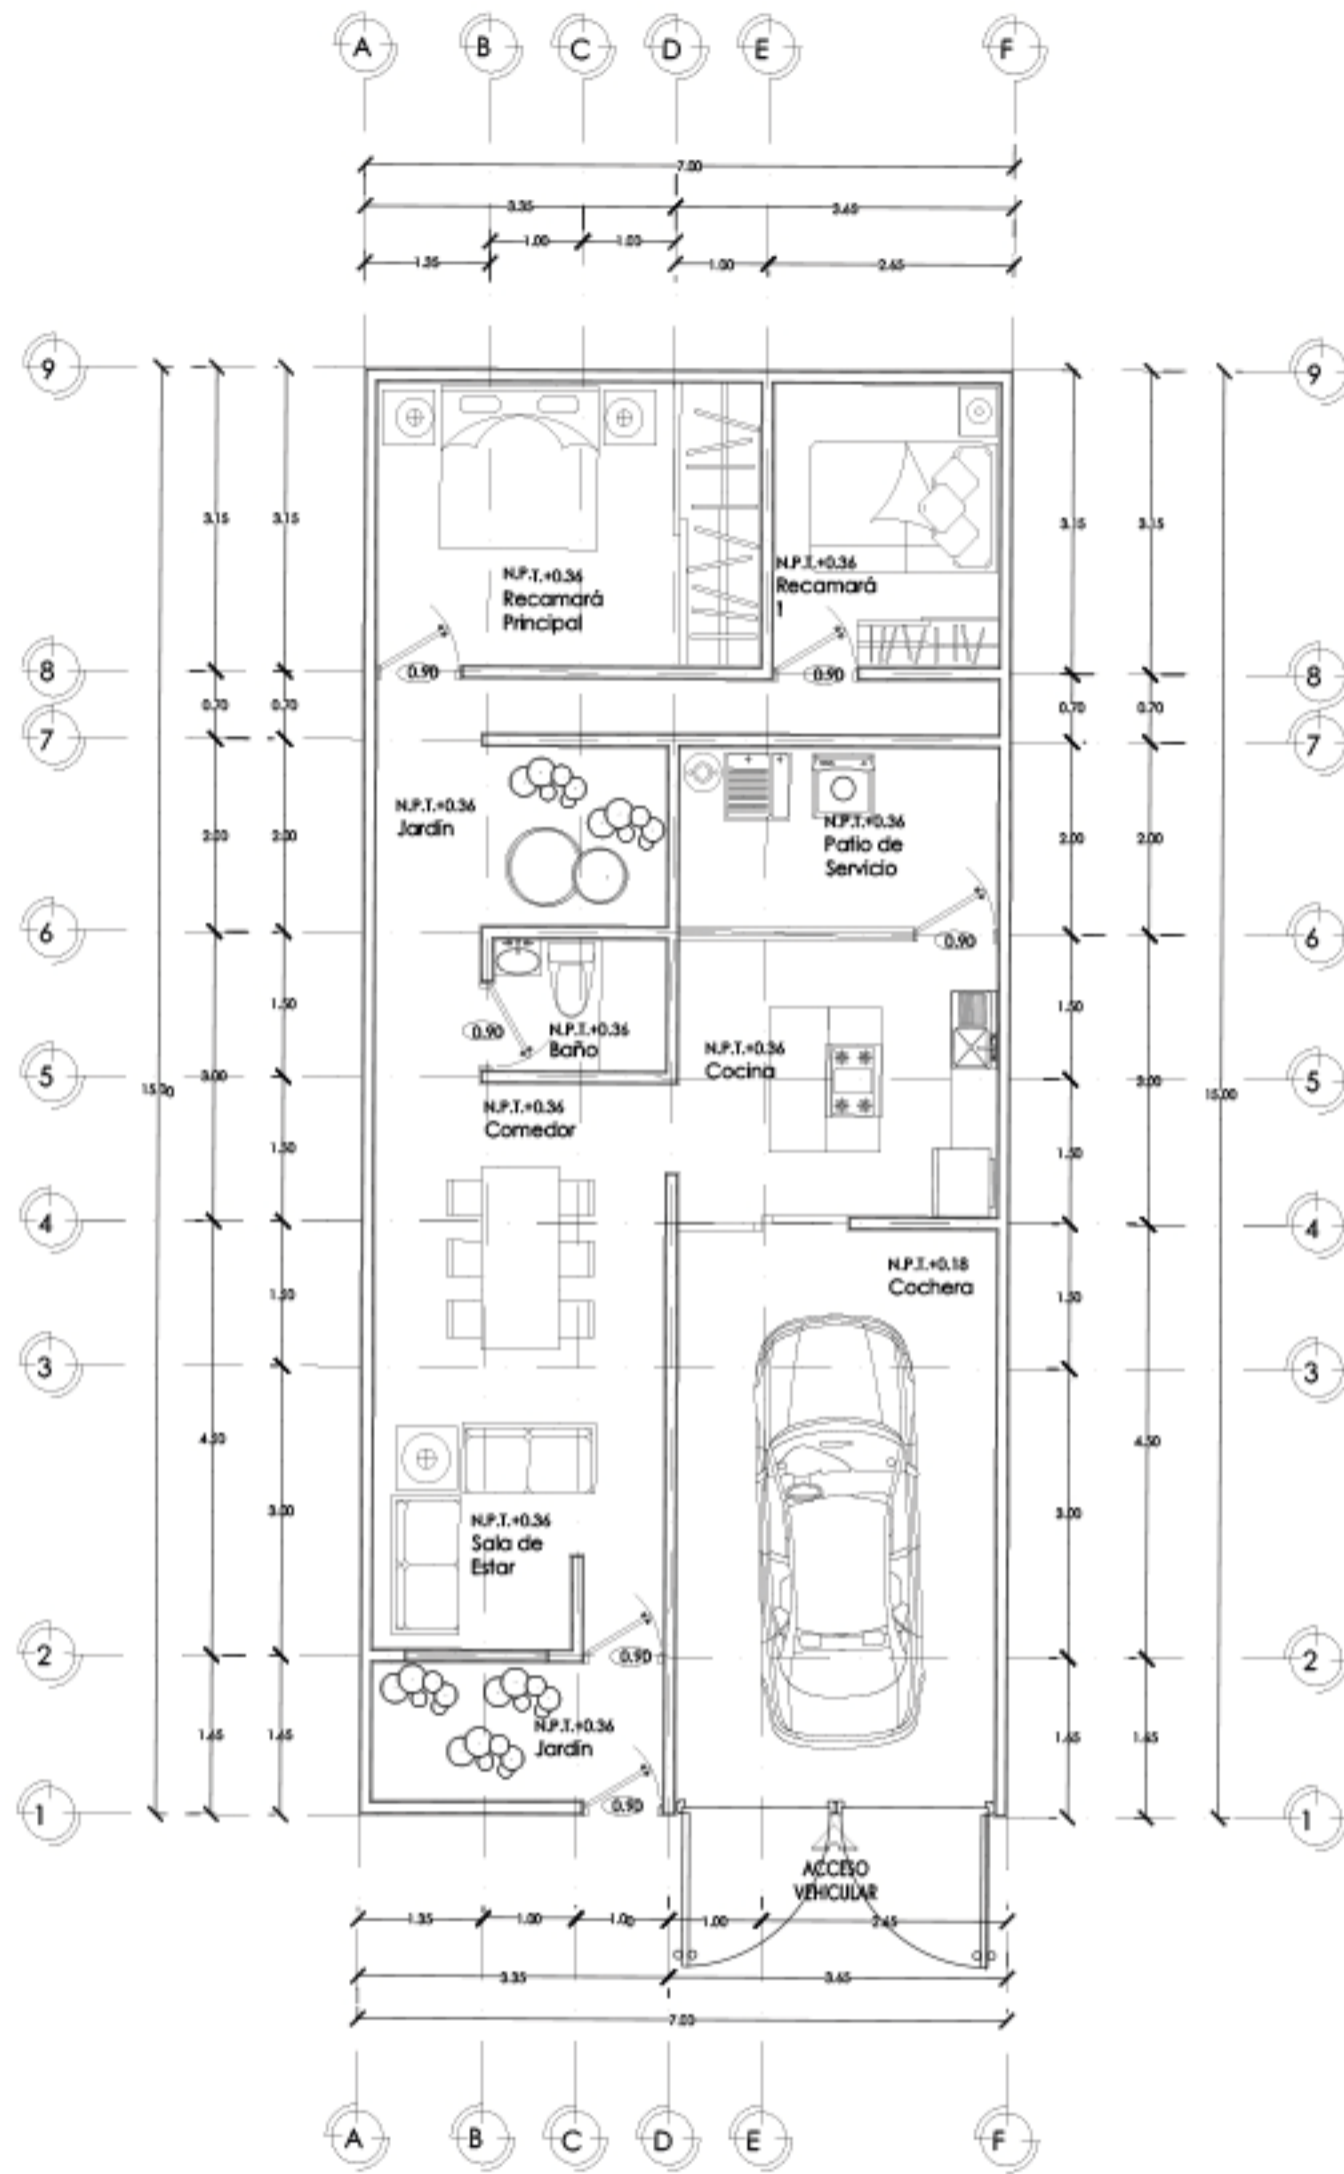 A B C D E F
7.00
3.35 3.65
1.00 1.00
1.35 1.00 2.65
9 9
3.15 3.15 3.15 3.15
N.P.T.+0.36
Recamará
Principal
N.P.T.+0.36
Recamará
1
8 0.90 0.90 8
0.70 0.70 0.70 0.70
7 7
N.P.T.+0.36
Jardín
2.00 2.00 2.00 2.00
N.P.T.+0.36
Patio de
Servicio
6 0.90 6
1.50 1.50
0.90
N.P.T.+0.36
Baño
N.P.T.+0.36
Cocina
5 5
15.00 3.00 3.00 15.00
N.P.T.+0.36
Comedor
1.50 1.50
4 4
N.P.T.+0.18
Cochera
1.50 1.50
3 3
4.50 4.50
3.00 3.00
N.P.T.+0.36
Sala de
Estar
2 0.90 2
1.65 1.65 1.65 1.65
N.P.T.+0.36
Jardín
1 0.90 1
ACCESO
VEHICULAR
1.35 1.00 1.00 1.00 2.65
3.35 3.65
7.00
A B C D E F